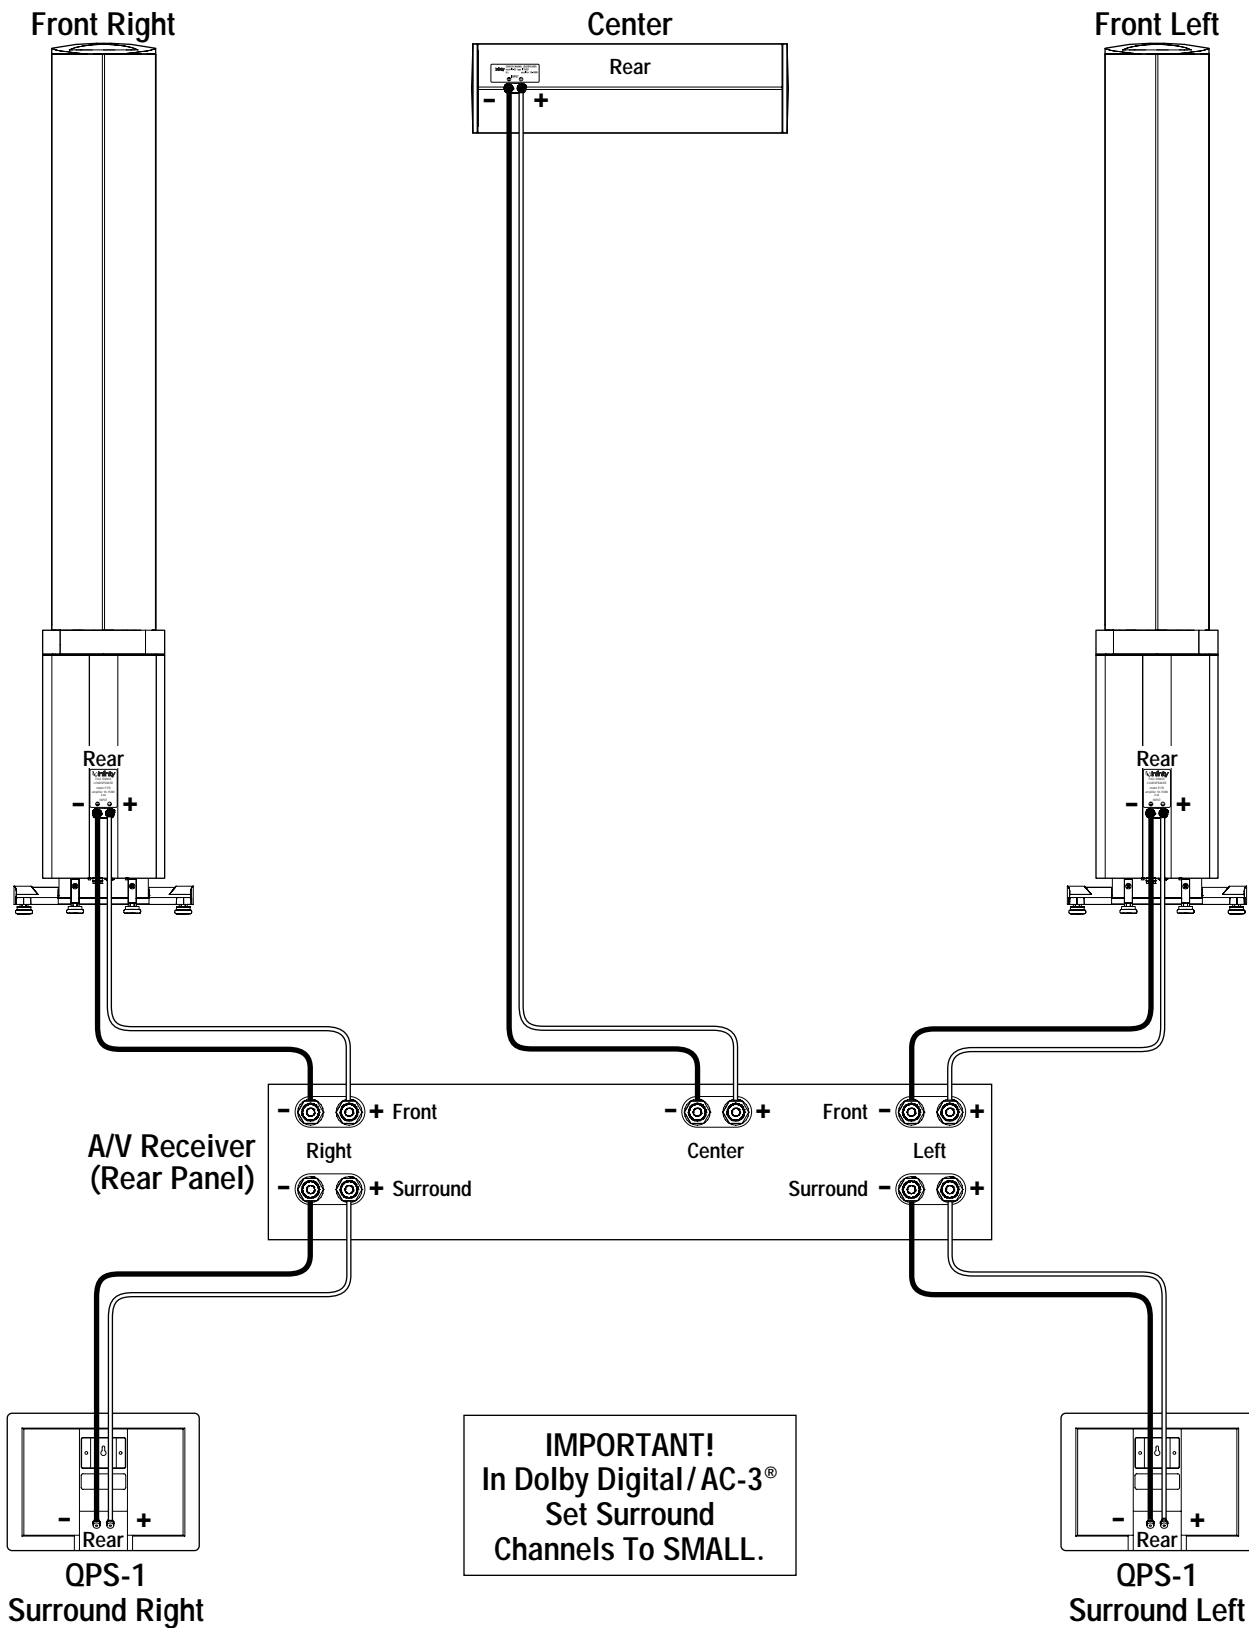 Front Right
Center
Front Left
Rear
- +
Rear
Infinity
- +
Rear
Infinity
- +
- + Front
- +
Front - +
A/V Receiver
(Rear Panel)
Right
Center
Left
- + Surround
Surround - +
- +
Rear
QPS-1
Surround Right
IMPORTANT!
In Dolby Digital/AC-3®
Set Surround
Channels To SMALL.
- +
Rear
QPS-1
Surround Left